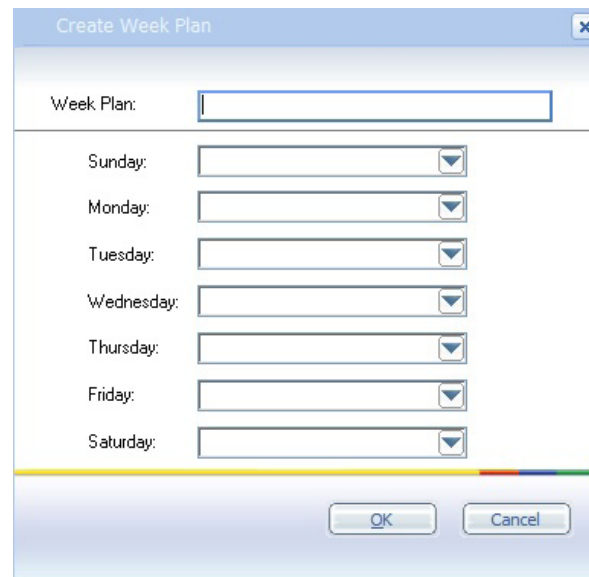 Create Week Plan
Week Plan:
Sunday:
Monday:
Tuesday:
Wednesday:
Thursday:
Friday:
Saturday:
OK Cancel